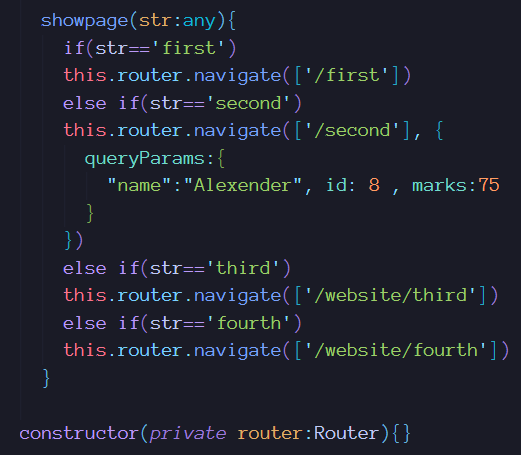 showpage(str:any){
if(str=='first')
this.router.navigate(['/first'])
else if(str=='second')
this.router.navigate(['/second'], {
queryParams:{
"name":"Alexender", id: 8 , marks:75
}
})
else if(str=='third')
this.router.navigate(['/website/third'])
else if(str=='fourth')
this.router.navigate(['/website/fourth'])
}
constructor(private router:Router){}